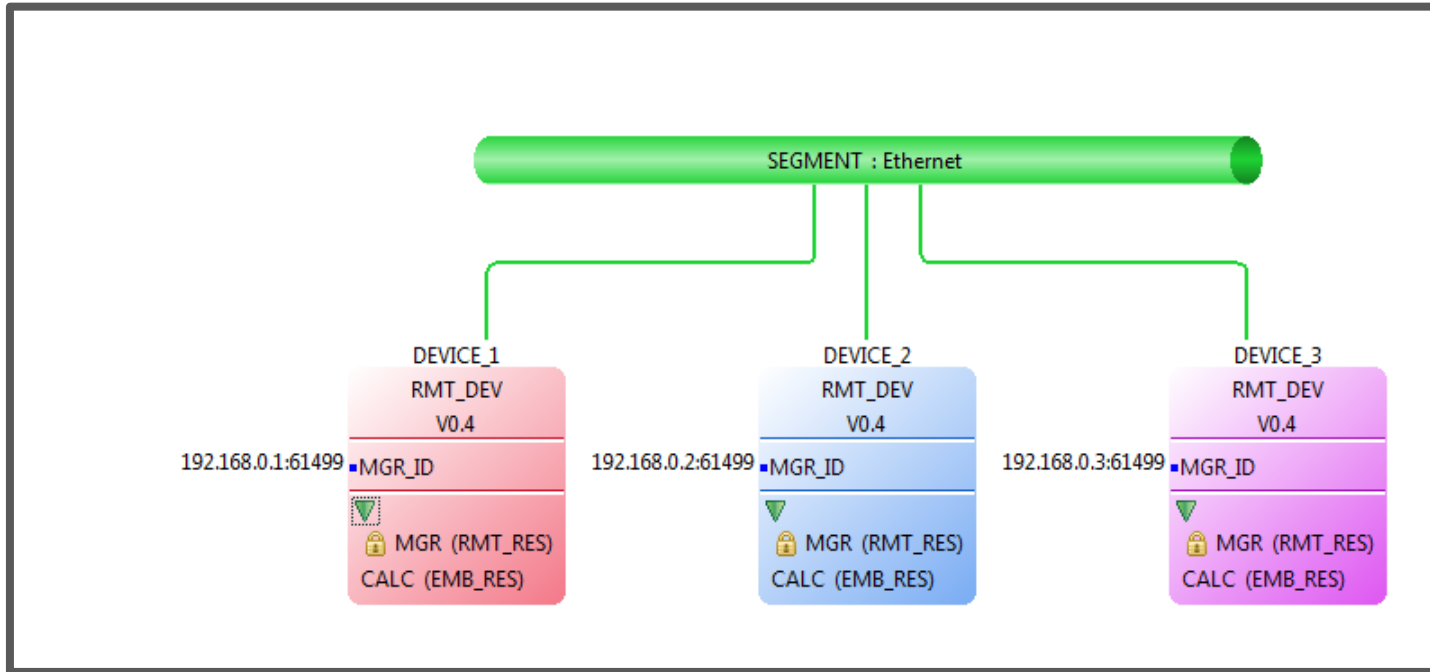 SEGMENT : Ethernet
DEVICE_1
RMT_DEV
V0.4
192.168.0.1:61499
MGR_ID
MGR (RMT_RES)
CALC (EMB_RES)
DEVICE_2
RMT_DEV
V0.4
192.168.0.2:61499
MGR_ID
MGR (RMT_RES)
CALC (EMB_RES)
DEVICE_3
RMT_DEV
V0.4
192.168.0.3:61499
MGR_ID
MGR (RMT_RES)
CALC (EMB_RES)